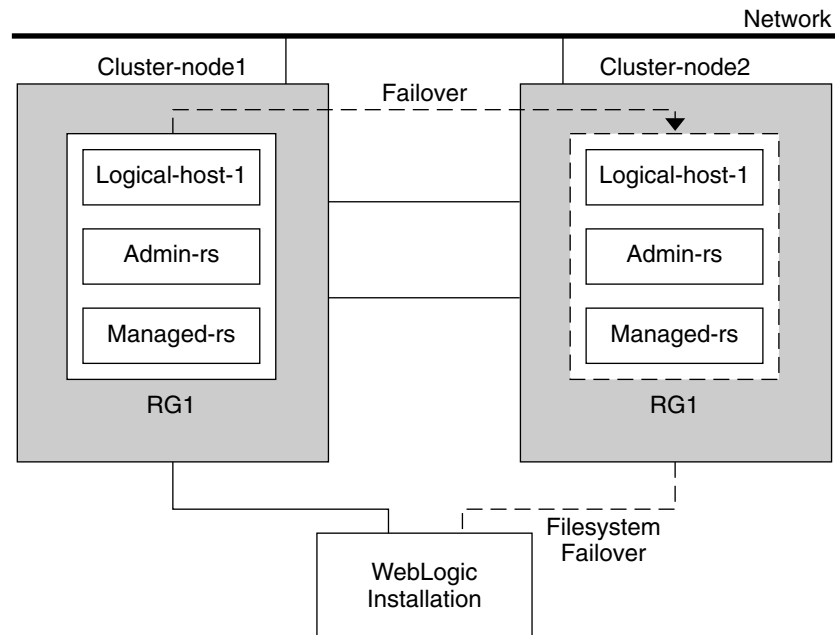 Network
Cluster-node1
Cluster-node2
Failover
Logical-host-1
Admin-rs
Managed-rs
RG1
Logical-host-1
Admin-rs
Managed-rs
RG1
Filesystem
Failover
WebLogic
Installation